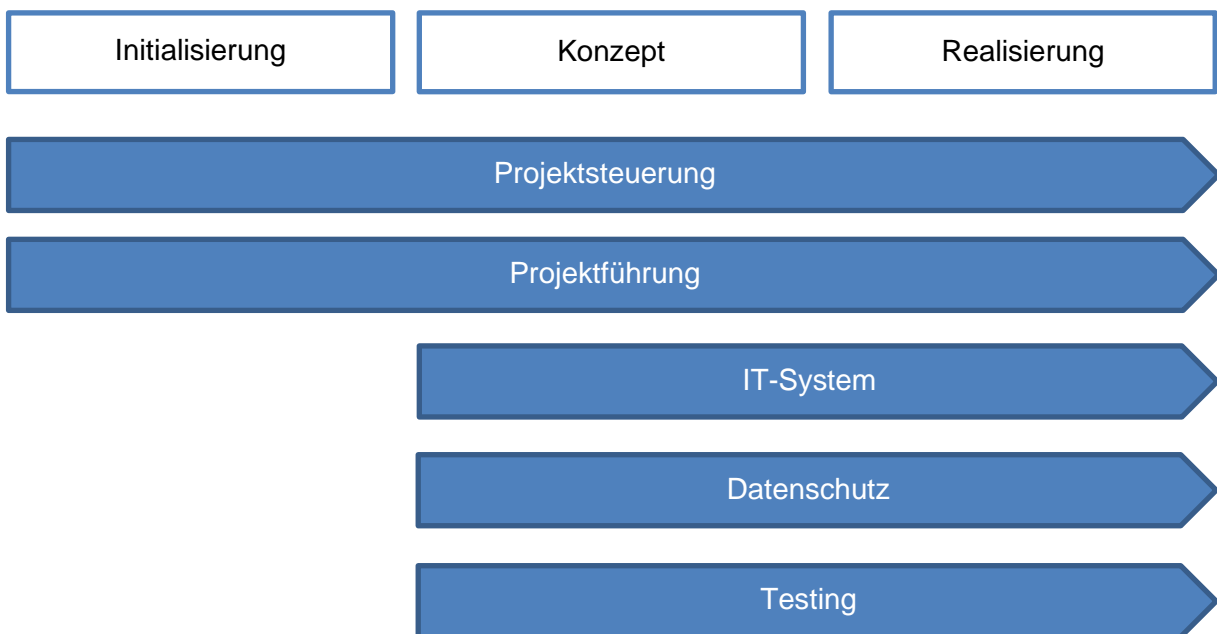 Initialisierung
Konzept
Realisierung
Projektsteuerung
Projektführung
IT-System
Datenschutz
Testing